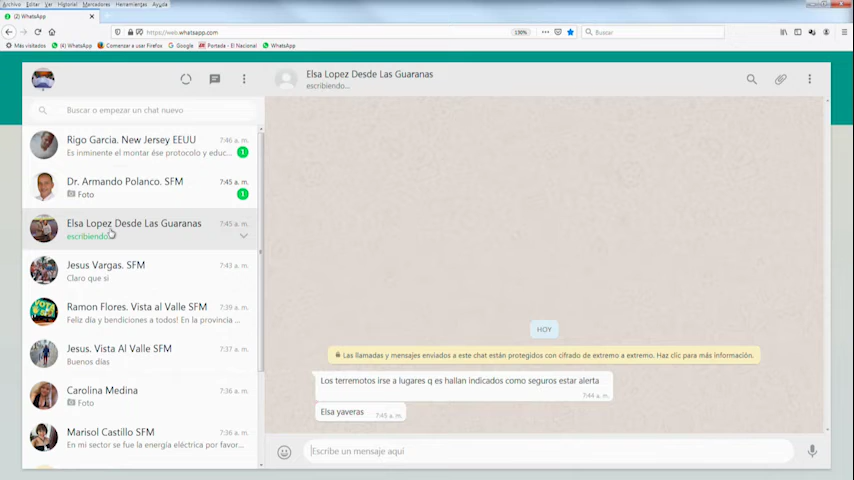 Archivo Editar Ver Historial Marcadores Herramientas Ayuda
(2) WhatsApp
https://web.whatsapp.com
130%
Buscar
Más visitados (4) WhatsApp Comenzar a usar Firefox Google Portada - El Nacional WhatsApp
Elsa Lopez Desde Las Guaranas
escribiendo...
Buscar o empezar un chat nuevo
Rigo Garcia. New Jersey EEUU 7:46 a. m.
Es inminente el montar ése protocolo y educ... 1
Dr. Armando Polanco. SFM 7:45 a. m.
Foto 1
Elsa Lopez Desde Las Guaranas 7:45 a. m.
escribiendo...
Jesus Vargas. SFM 7:43 a. m.
Claro que si
Ramon Flores. Vista al Valle SFM 7:39 a. m.
Feliz día y bendiciones a todos! En la provincia ...
Jesus. Vista Al Valle SFM 7:37 a. m.
Buenos días
Carolina Medina 7:36 a. m.
Foto
Marisol Castillo SFM 7:36 a. m.
En mi sector se fue la energía eléctrica por favor...
HOY
Las llamadas y mensajes enviados a este chat están protegidos con cifrado de extremo a extremo. Haz clic para más información.
Los terremotos irse a lugares q es hallan indicados como seguros estar alerta
7:44 a. m.
Elsa yaveras 7:45 a. m.
Escribe un mensaje aquí